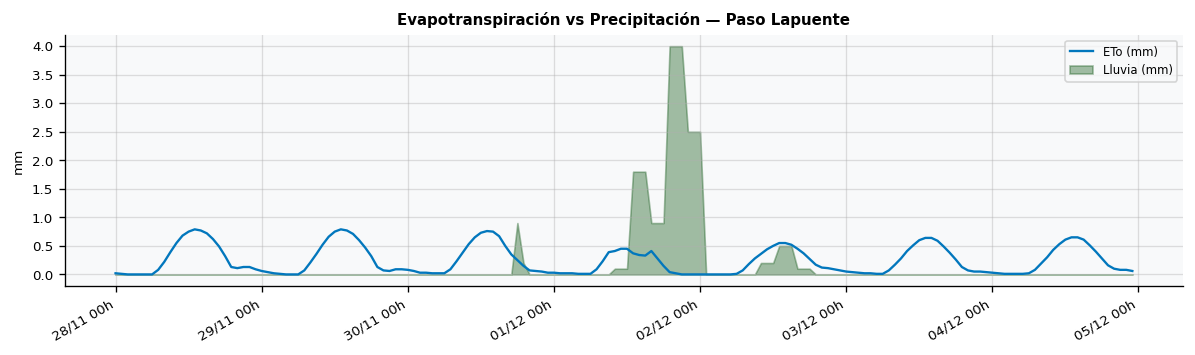 Evapotranspiración vs Precipitación — Paso Lapuente
ETo (mm)
Lluvia (mm)
mm
4.0
3.5
3.0
2.5
2.0
1.5
1.0
0.5
0.0
28/11 00h
29/11 00h
30/11 00h
01/12 00h
02/12 00h
03/12 00h
04/12 00h
05/12 00h